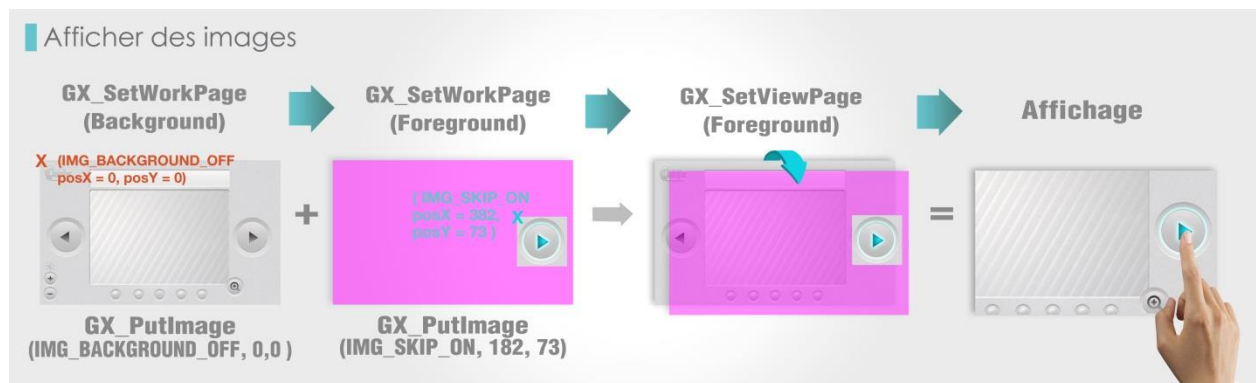 Afficher des images
GX_SetWorkPage
(Background)
GX_SetWorkPage
(Foreground)
GX_SetViewPage
(Foreground)
Affichage
X (IMG_BACKGROUND_OFF
posX = 0, posY = 0)
+
( IMG_SKIP_ON
posX = 382, X
posY = 73 )
=
GX_PutImage
(IMG_BACKGROUND_OFF, 0,0 )
GX_PutImage
(IMG_SKIP_ON, 182, 73)